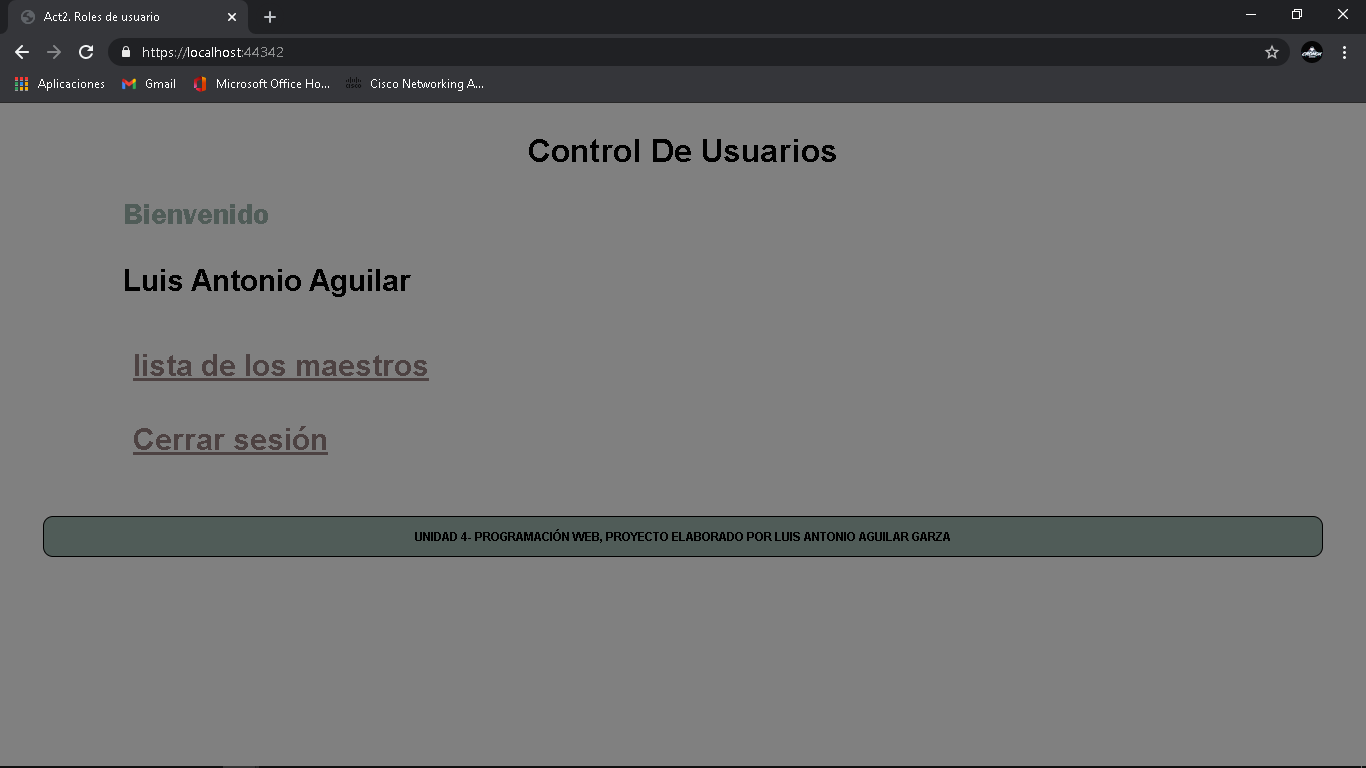 Act2. Roles de usuario
https://localhost:44342
Aplicaciones Gmail Microsoft Office Ho... Cisco Networking A...
Control De Usuarios
Bienvenido
Luis Antonio Aguilar
lista de los maestros
Cerrar sesión
UNIDAD 4- PROGRAMACIÓN WEB, PROYECTO ELABORADO POR LUIS ANTONIO AGUILAR GARZA